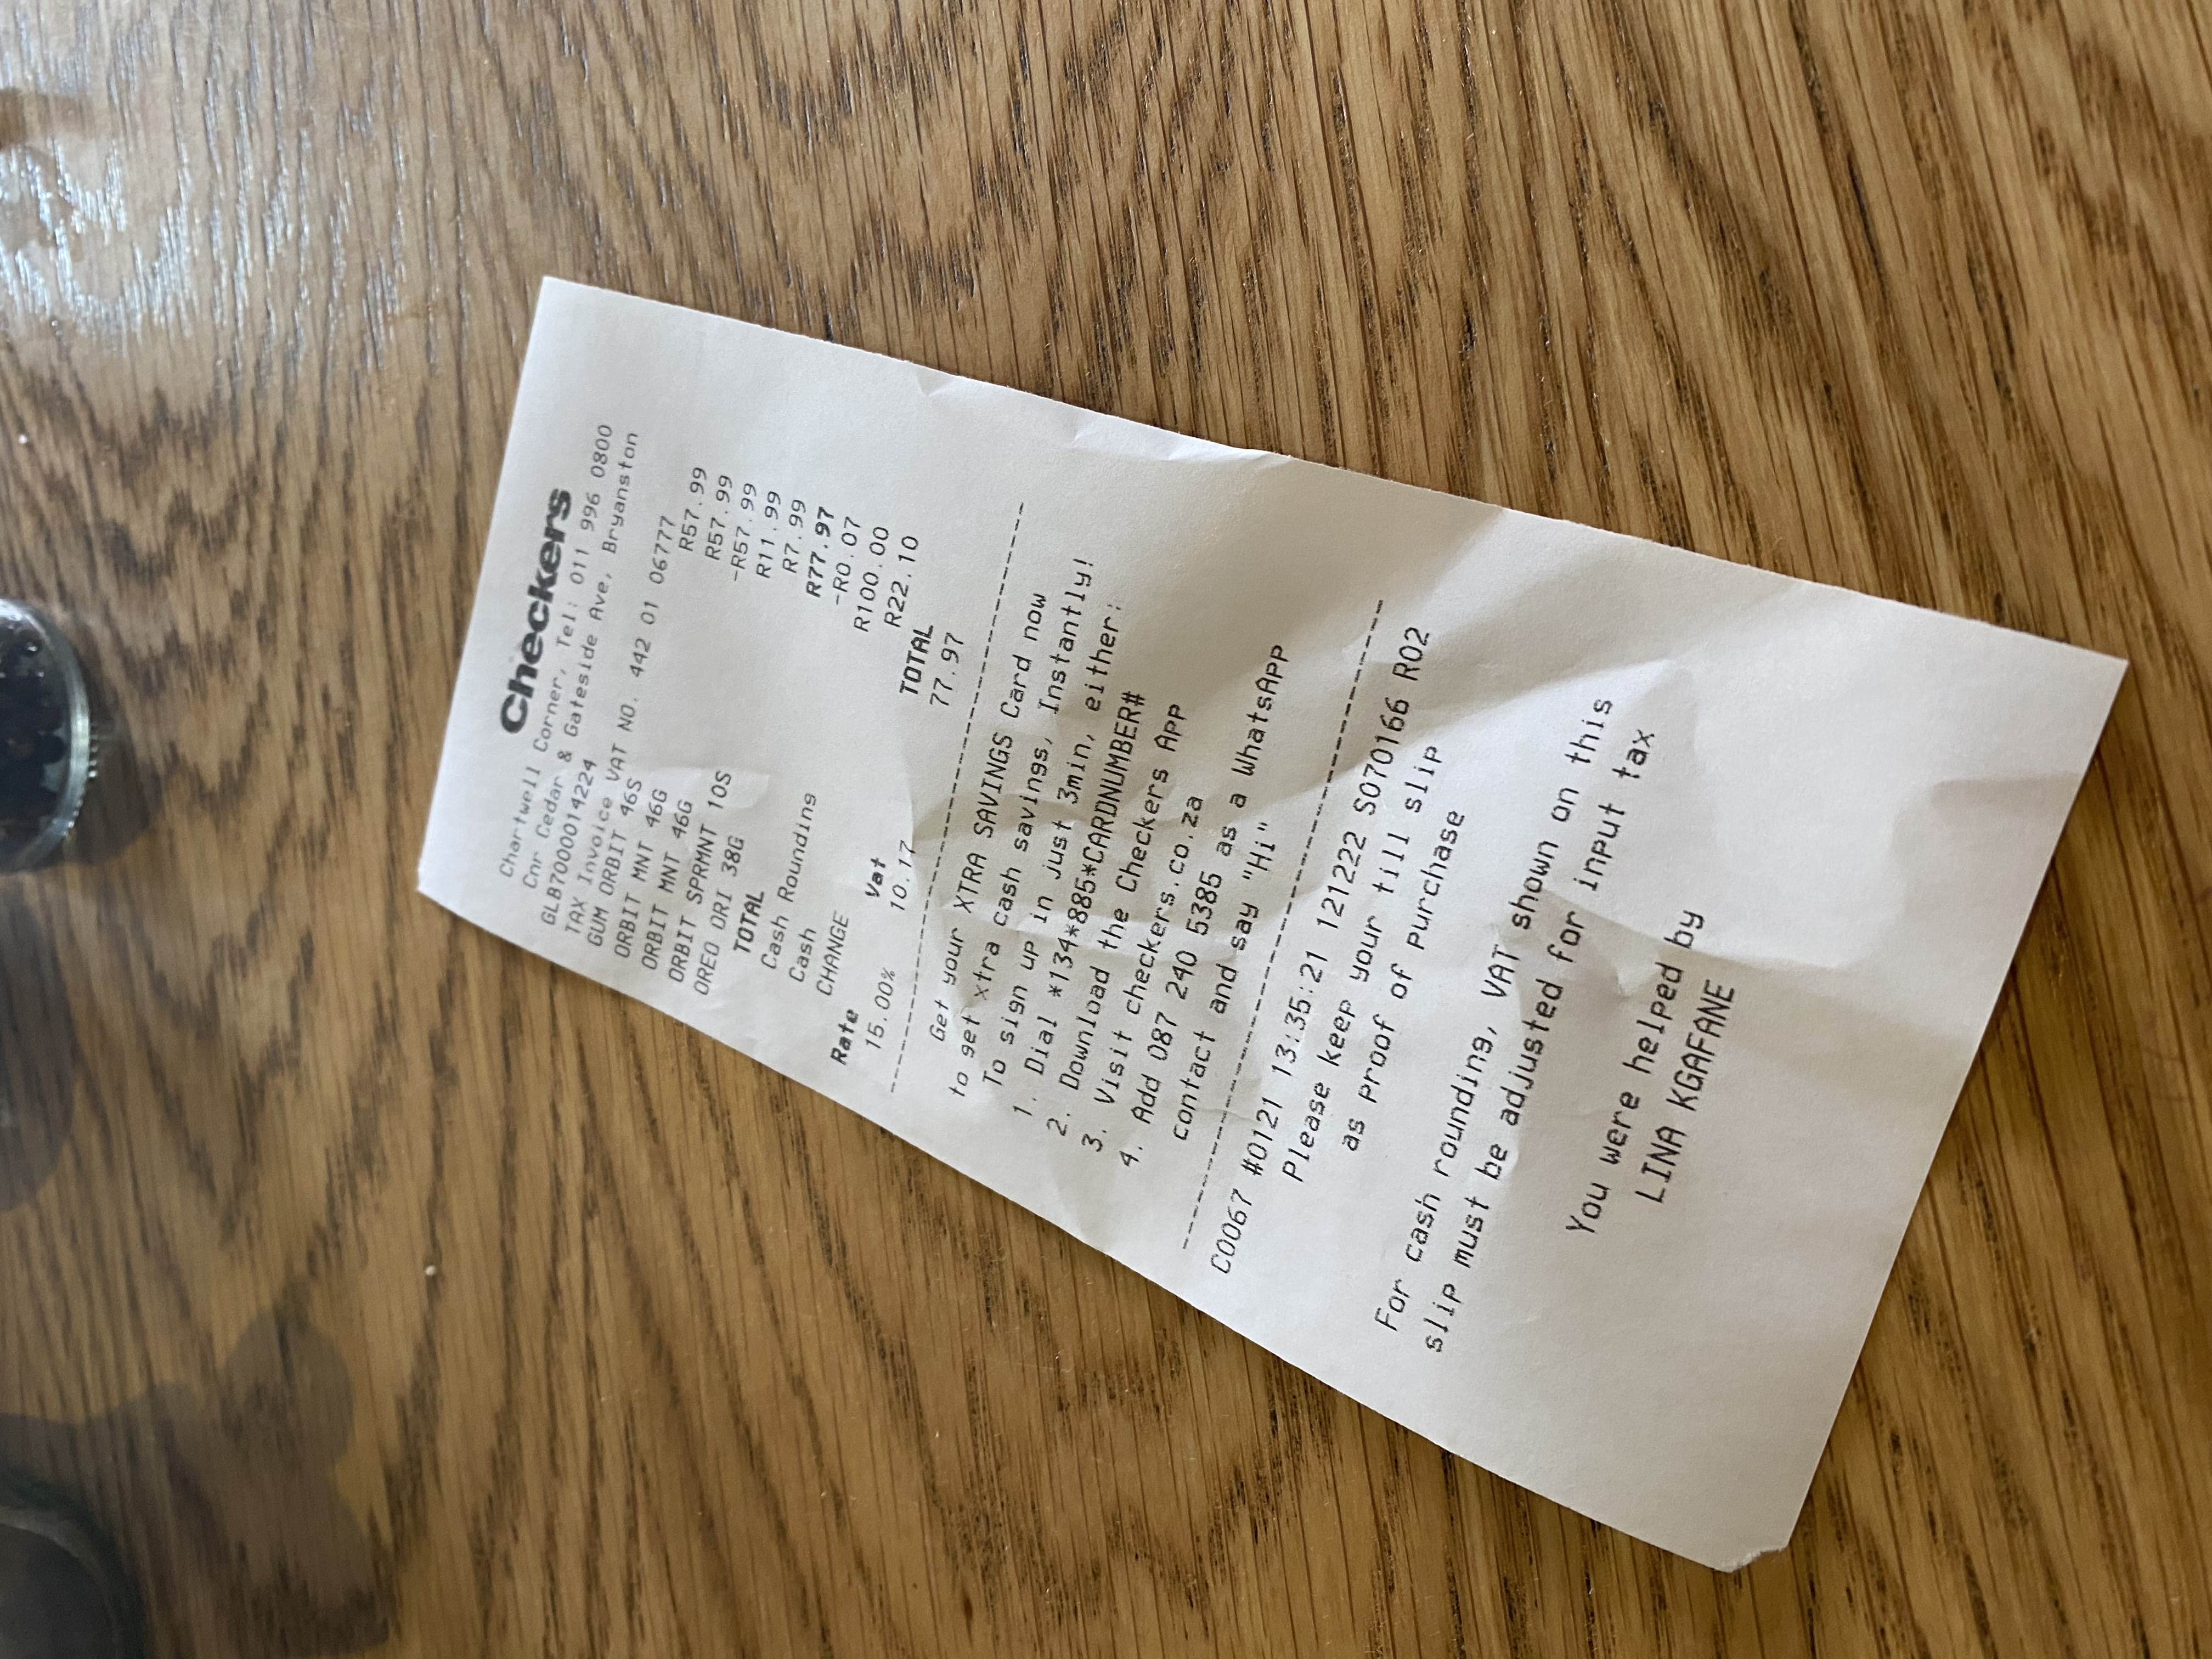 Checkers
Chartwell Corner, Tel: 011 996 0800
Cnr Cedar & Gateside Ave, Bryanston
GLB7000014224
TAX Invoice VAT NO. 442 01 06777
GUM ORBIT 46S R57.99
ORBIT MNT 46G R57.99
ORBIT MNT 46G -R57.99
ORBIT SPRMNT 10S R11.99
OREO ORI 38G R7.99
TOTAL R77.97
Cash Rounding -R0.07
Cash R100.00
CHANGE R22.10
Rate Vat TOTAL
15.00% 10.17 77.97
Get your XTRA SAVINGS Card now
to get xtra cash savings, Instantly!
To sign up in just 3min, either:
1. Dial *134*885*CARDNUMBER#
2. Download the Checkers App
3. Visit checkers.co.za
4. Add 087 240 5385 as a WhatsApp
contact and say "Hi"
C0067 #0121 13:35:21 121222 S070166 R02
Please keep your till slip
as proof of purchase
For cash rounding, VAT shown on this
slip must be adjusted for input tax
You were helped by
LINA KGAFANE